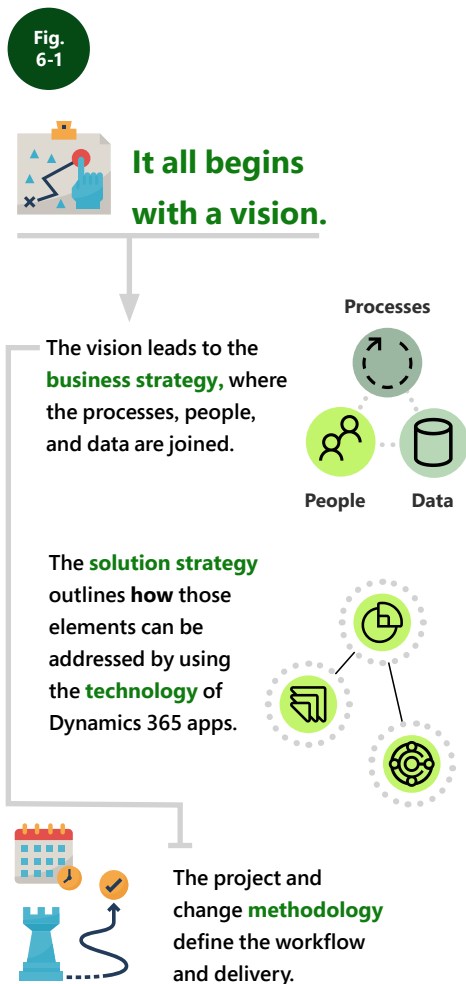 Fig.
6-1
It all begins
with a vision.
Processes
The vision leads to the
business strategy, where
the processes, people,
and data are joined.
People
Data
The solution strategy
outlines how those
elements can be
addressed by using
the technology of
Dynamics 365 apps.
The project and
change methodology
define the workflow
and delivery.